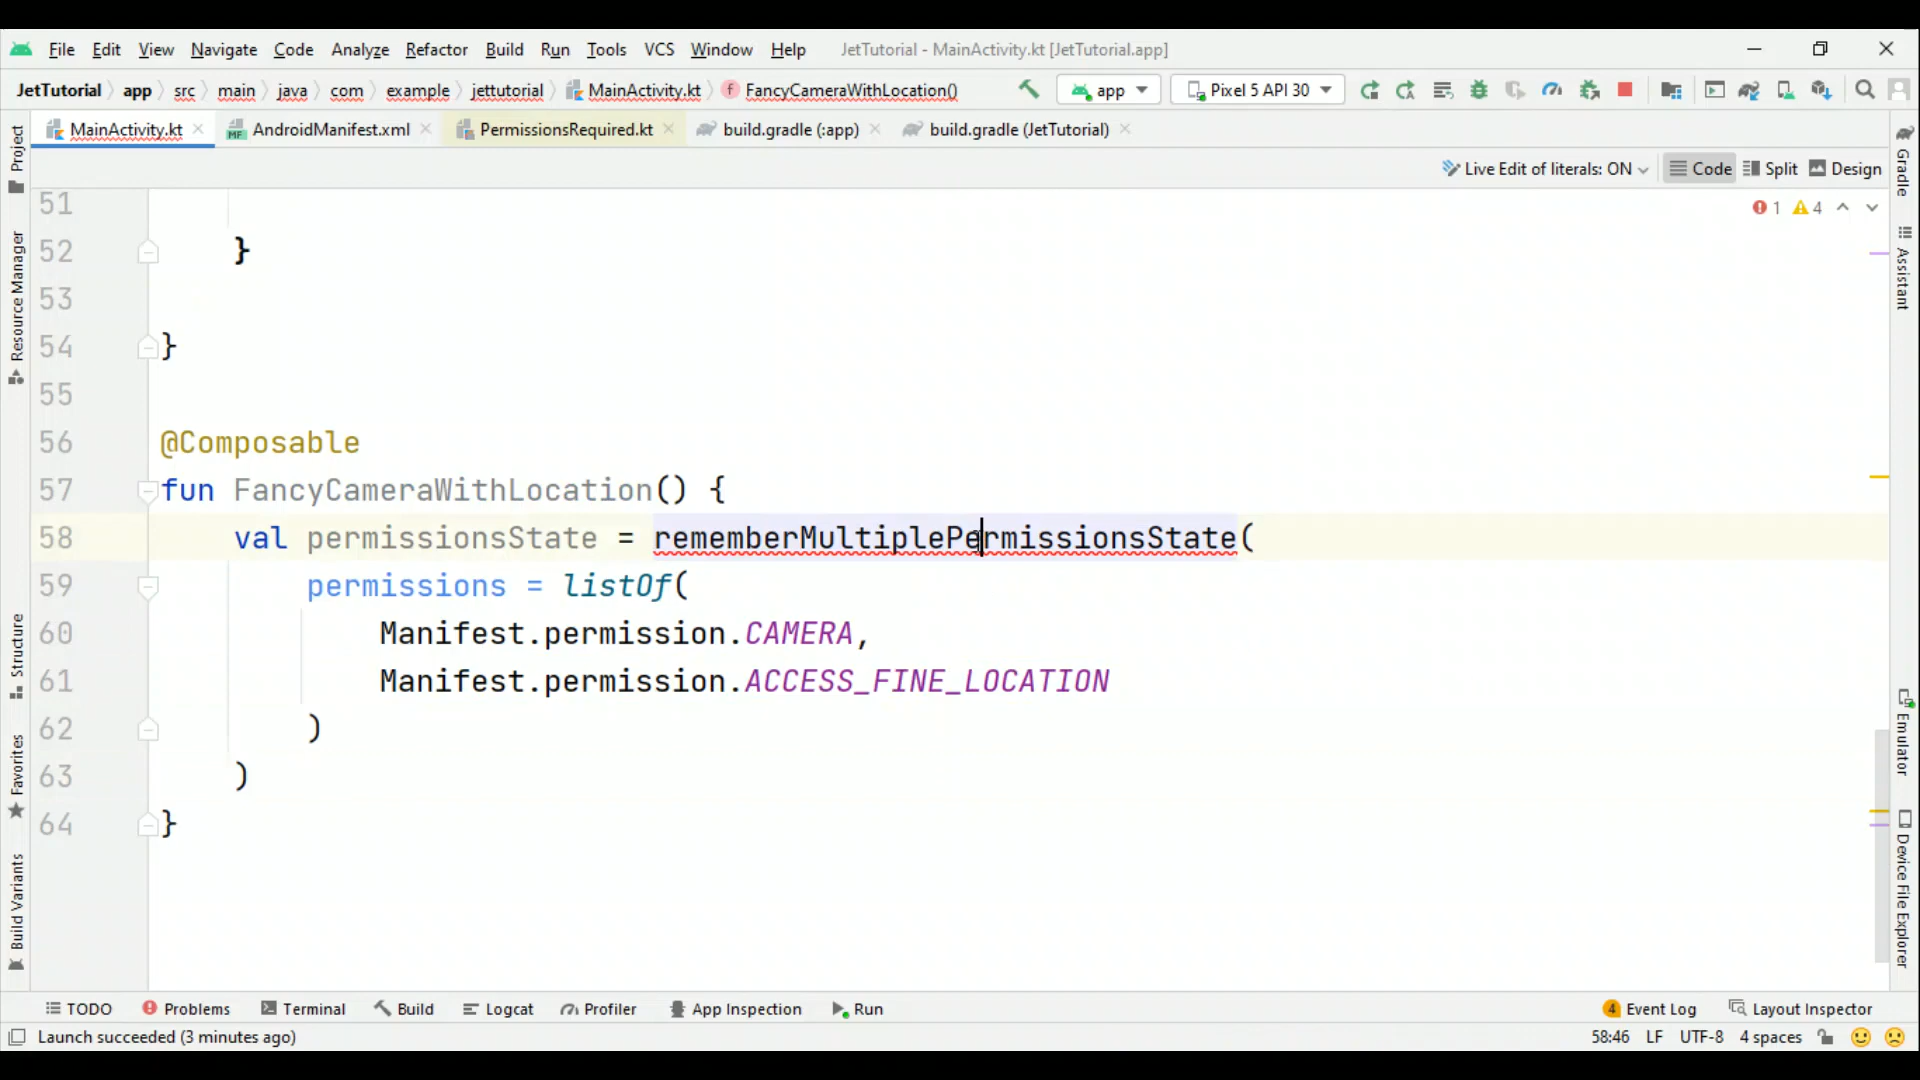 File Edit View Navigate Code Analyze Refactor Build Run Tools VCS Window Help JetTutorial - MainActivity.kt [JetTutorial.app]
JetTutorial app src main java com example jettutorial MainActivity.kt FancyCameraWithLocation() app Pixel 5 API 30
MainActivity.kt AndroidManifest.xml PermissionsRequired.kt build.gradle (:app) build.gradle (JetTutorial)
Live Edit of literals: ON Code Split Design
1 4
51
52 }
53
54 }
55
56 @Composable
57 fun FancyCameraWithLocation() {
58 val permissionsState = rememberMultiplePermissionsState(
59 permissions = listOf(
60 Manifest.permission.CAMERA,
61 Manifest.permission.ACCESS_FINE_LOCATION
62 )
63 )
64 }
Project
Resource Manager
Structure
Favorites
Build Variants
Gradle
Assistant
Emulator
Device File Explorer
TODO Problems Terminal Build Logcat Profiler App Inspection Run 4 Event Log Layout Inspector
Launch succeeded (3 minutes ago) 58:46 LF UTF-8 4 spaces